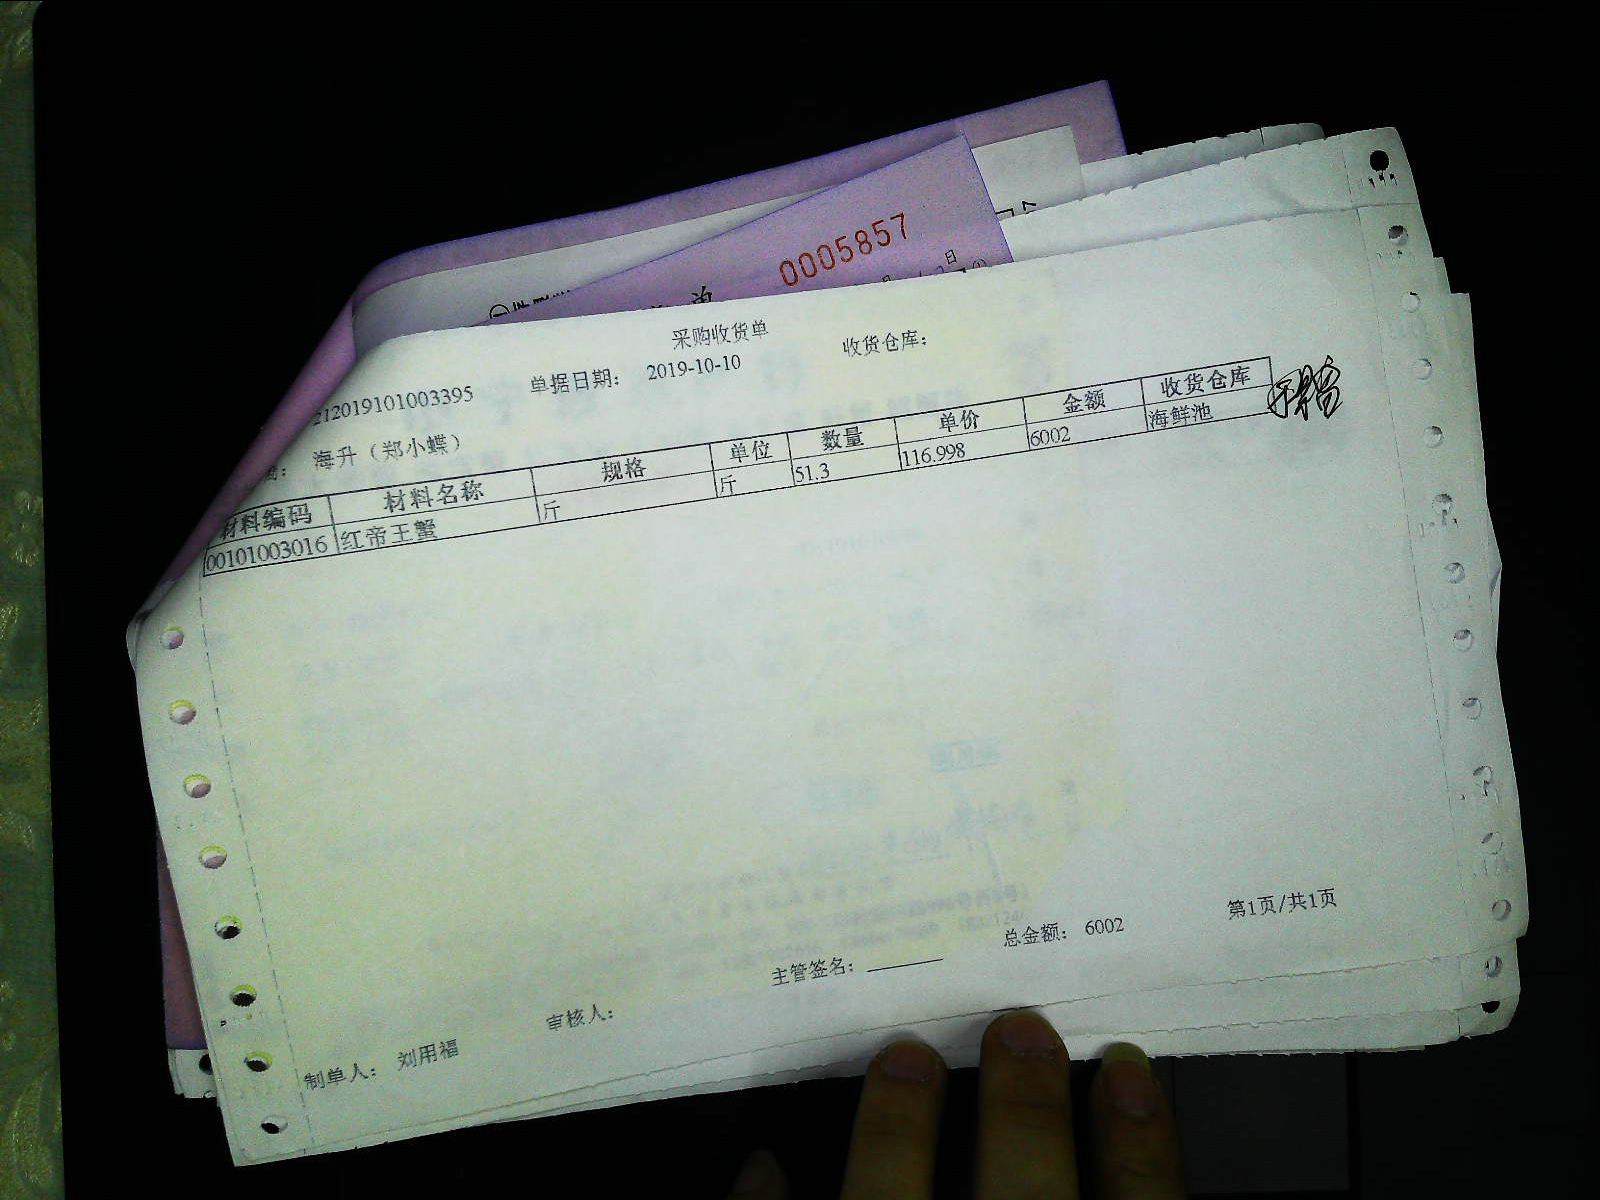 0005857
单
日
采购收货单
212019101003395 单据日期: 2019-10-10 收货仓库:
海升（郑小蝶）
材料编码 材料名称 规格 单位 数量 单价 金额 收货仓库
00101003016 红帝王蟹 斤 斤 51.3 116.998 6002 海鲜池
总金额: 6002 第1页/共1页
主管签名:
审核人:
制单人: 刘用福